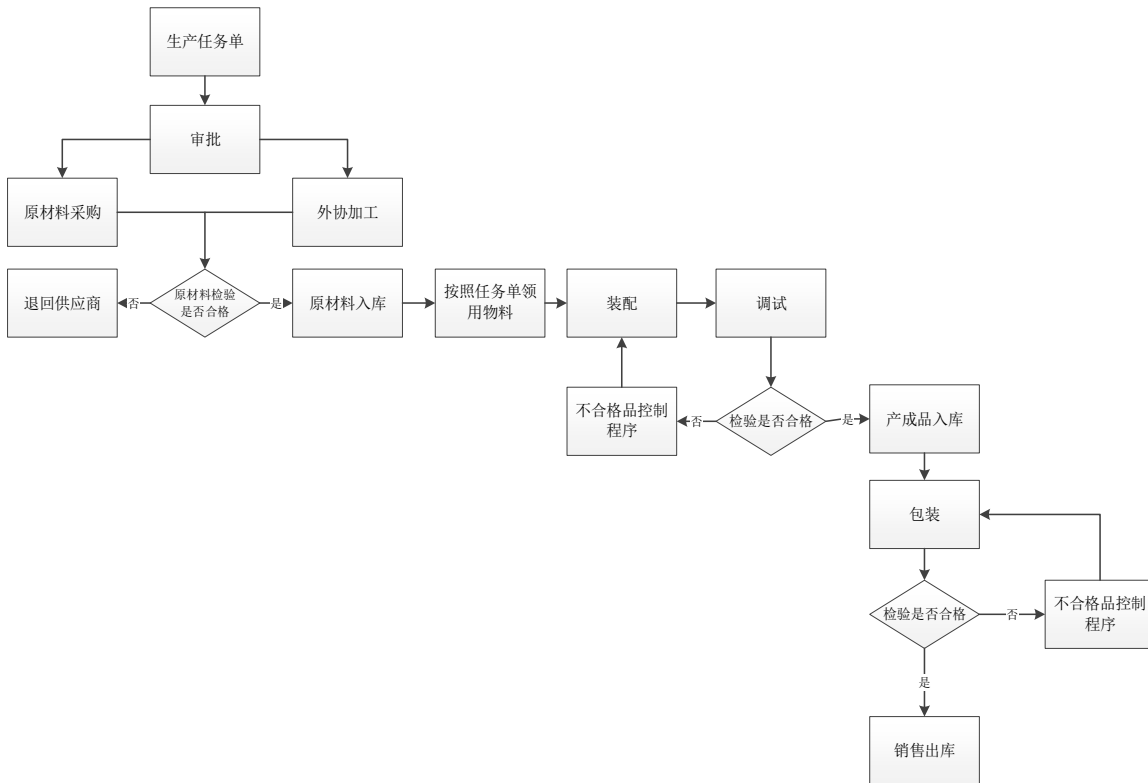 生产任务单
审批
原材料采购
外协加工
退回供应商
否
原材料检验
是否合格
是
原材料入库
按照任务单领
用物料
装配
调试
不合格品控制
程序
否
检验是否合格
是
产成品入库
包装
检验是否合格
否
不合格品控制
程序
是
销售出库